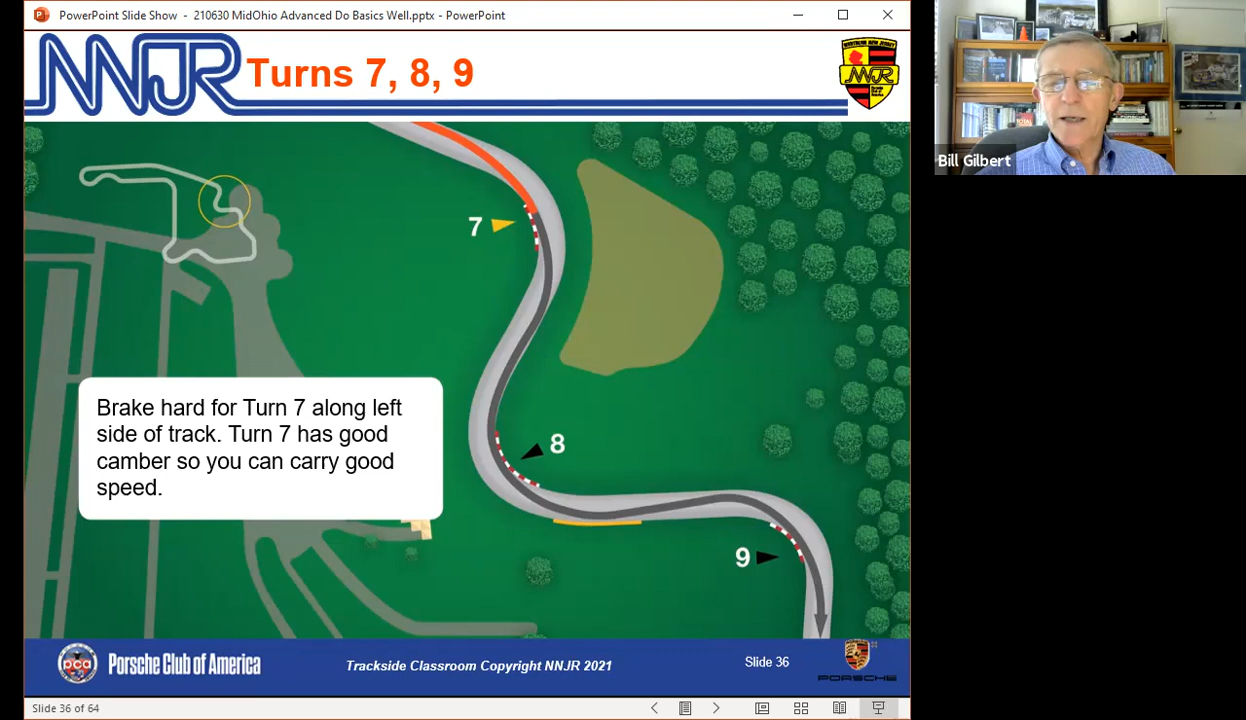 PowerPoint Slide Show - 210630 MidOhio Advanced Do Basics Well.pptx - PowerPoint
NNJR
Turns 7, 8, 9
NNJR
7
Brake hard for Turn 7 along left
side of track. Turn 7 has good
camber so you can carry good
speed.
8
9
pca
Porsche Club of America
Trackside Classroom Copyright NNJR 2021
Slide 36
PORSCHE
Slide 36 of 64
Bill Gilbert